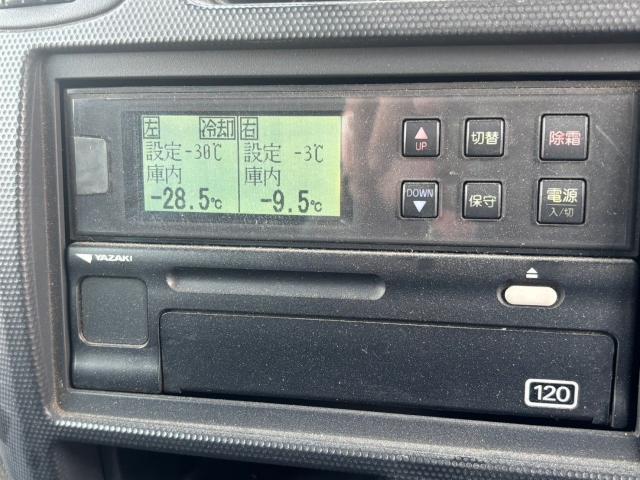 左 冷却 右
設定 -30℃ 設定 -3℃
庫内 庫内
-28.5℃ -9.5℃
▲ UP 切替 除霜
DOWN ▼ 保守 電源 入/切
YAZAKI
120